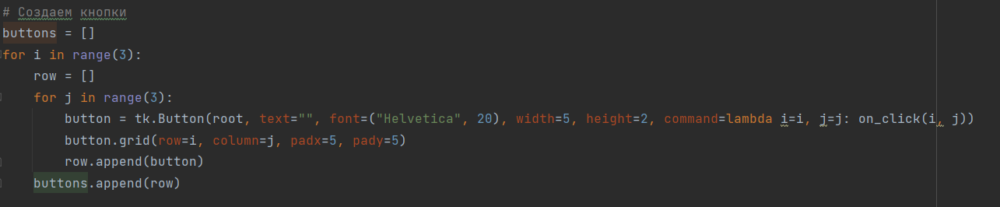 # Создаем кнопки
buttons = []
for i in range(3):
    row = []
    for j in range(3):
        button = tk.Button(root, text="", font=("Helvetica", 20), width=5, height=2, command=lambda i=i, j=j: on_click(i, j))
        button.grid(row=i, column=j, padx=5, pady=5)
        row.append(button)
    buttons.append(row)